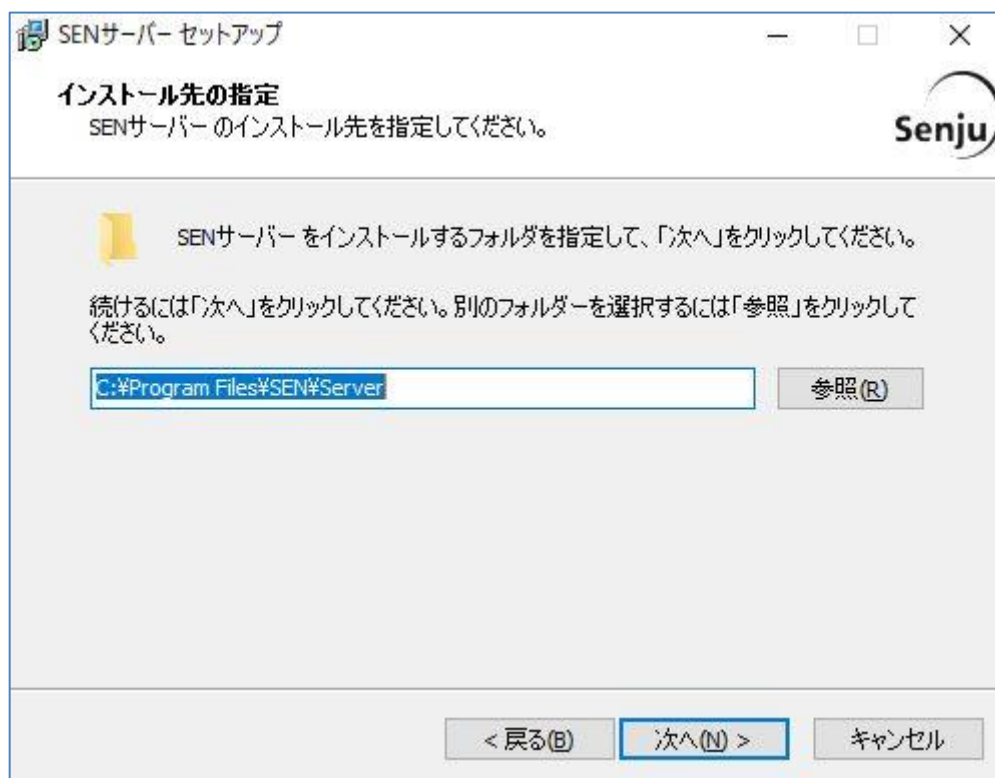 SENサーバー セットアップ
インストール先の指定
SENサーバー のインストール先を指定してください。
Senju
SENサーバー をインストールするフォルダを指定して、「次へ」をクリックしてください。
続けるには「次へ」をクリックしてください。別のフォルダーを選択するには「参照」をクリックして
ください。
C:¥Program Files¥SEN¥Server
参照(R)
< 戻る(B)
次へ(N) >
キャンセル